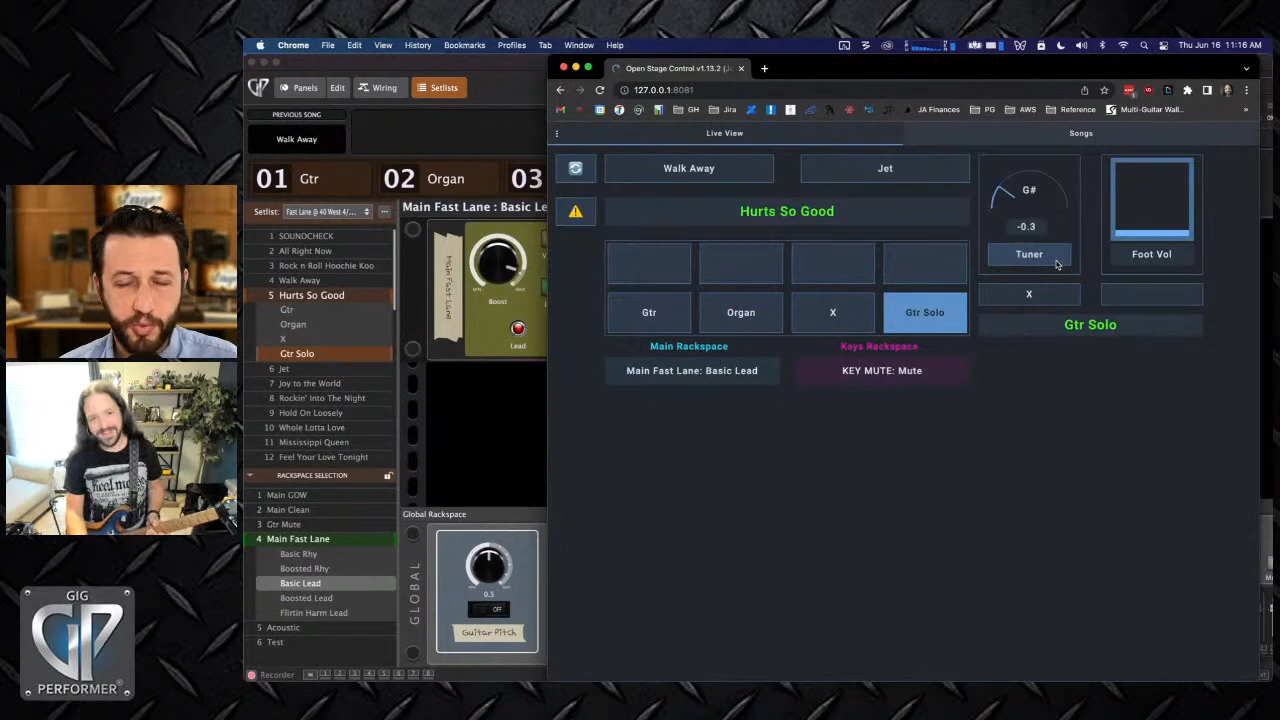 Chrome File Edit View History Bookmarks Profiles Tab Window Help
Thu Jun 16 11:16 AM
GP Panels Edit Wiring Setlists
PREVIOUS SONG
Walk Away
01 Gtr 02 Organ 03
Setlist: Fast Lane @ 40 West 4/...
Main Fast Lane : Basic Le
1 SOUNDCHECK
2 All Right Now
3 Rock n Roll Hoochie Koo
4 Walk Away
5 Hurts So Good
Gtr
Organ
X
Gtr Solo
6 Jet
7 Joy to the World
8 Rockin' Into The Night
9 Hold On Loosely
10 Whole Lotta Love
11 Mississippi Queen
12 Feel Your Love Tonight
RACKSPACE SELECTION
1 Main GOW
2 Main Clean
3 Gtr Mute
4 Main Fast Lane
Basic Rhy
Boosted Rhy
Basic Lead
Boosted Lead
Flirtin Harm Lead
5 Acoustic
6 Test
Recorder
Main Fast Lane
Boost
Lead
Global Rackspace
GLOBAL
0.5
OFF
Guitar Pitch
Open Stage Control v1.13.2 (J
127.0.0.1:8081
GH Jira JA Finances PG AWS Reference Multi-Guitar Wall...
Live View Songs
Walk Away Jet
Hurts So Good
Gtr Organ X Gtr Solo
Main Rackspace Keys Rackspace
Main Fast Lane: Basic Lead KEY MUTE: Mute
G#
-0.3
Tuner Foot Vol
X
Gtr Solo
GIG
GP
PERFORMER®